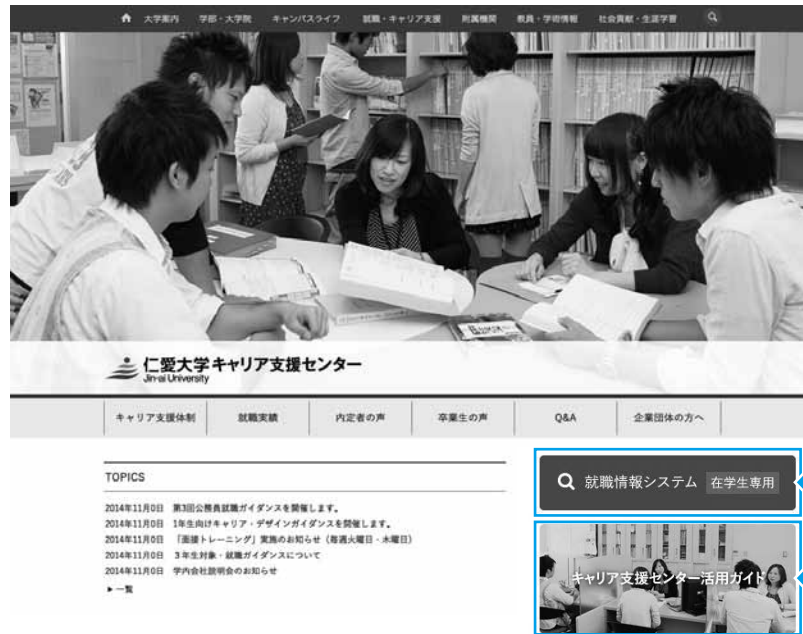 大学案内 学部・大学院 キャンパスライフ 就職・キャリア支援 附属機関 教員・学術情報 社会貢献・生涯学習
仁愛大学 キャリア支援センター
Jin-ai University
キャリア支援体制 就職実績 内定者の声 卒業生の声 Q&A 企業団体の方へ
TOPICS
2014年11月0日 第3回公務員就職ガイダンスを開催します。
2014年11月0日 1年生向けキャリア・デザインガイダンスを開催します。
2014年11月0日 「面接トレーニング」実施のお知らせ（毎週火曜日・木曜日）
2014年11月0日 3年生対象・就職ガイダンスについて
2014年11月0日 学内会社説明会のお知らせ
▶一覧
就職情報システム 在学生専用
キャリア支援センター活用ガイド